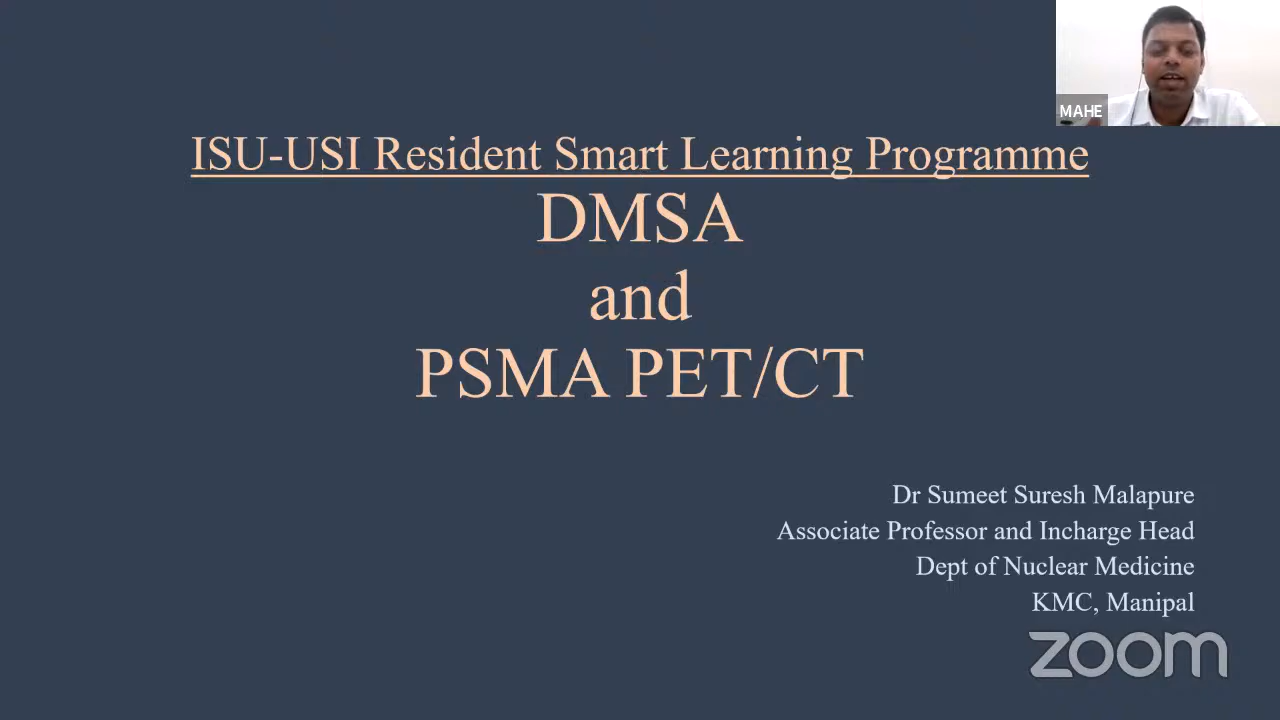 MAHE
ISU-USI Resident Smart Learning Programme
DMSA
and
PSMA PET/CT
Dr Sumeet Suresh Malapure
Associate Professor and Incharge Head
Dept of Nuclear Medicine
KMC, Manipal
zoom